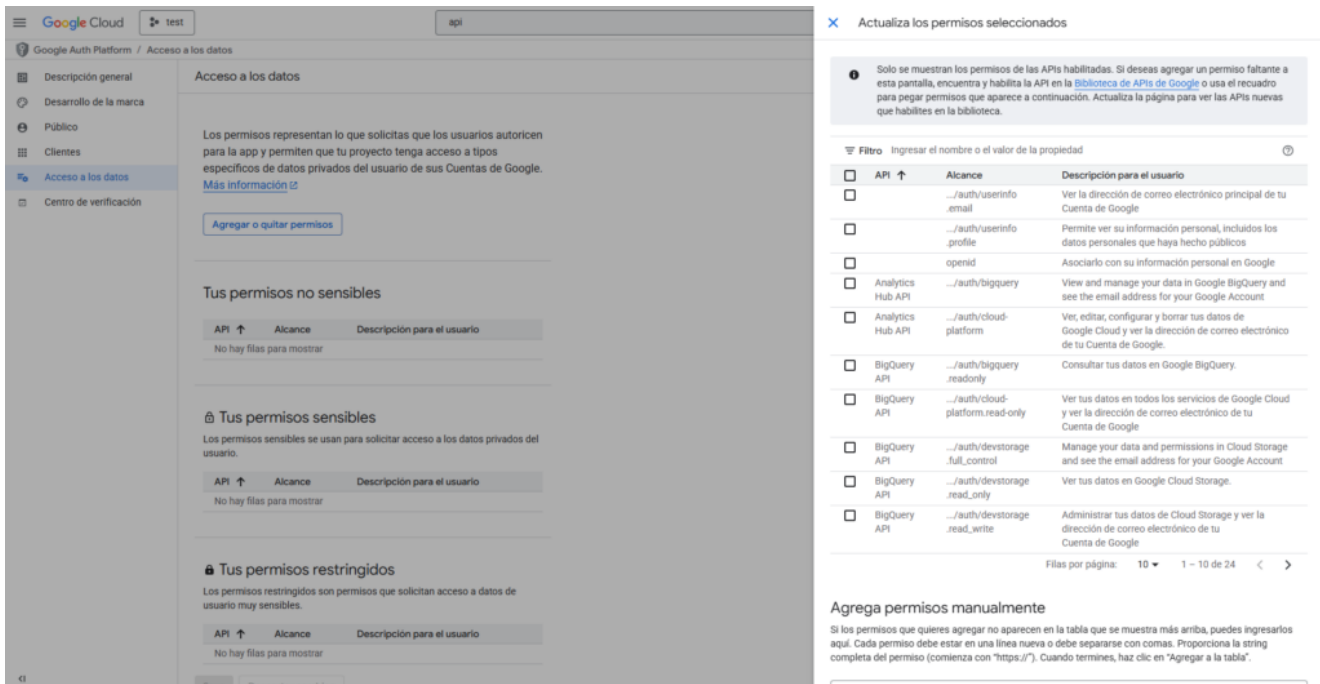 Google Cloud
test
api
Google Auth Platform / Acceso a los datos
Descripción general
Desarrollo de la marca
Público
Clientes
Acceso a los datos
Centro de verificación
Acceso a los datos
Los permisos representan lo que solicitas que los usuarios autoricen
para la app y permiten que tu proyecto tenga acceso a tipos
específicos de datos privados del usuario de sus Cuentas de Google.
Más información
Agregar o quitar permisos
Tus permisos no sensibles
API Alcance Descripción para el usuario
No hay filas para mostrar
Tus permisos sensibles
Los permisos sensibles se usan para solicitar acceso a los datos privados del
usuario.
API Alcance Descripción para el usuario
No hay filas para mostrar
Tus permisos restringidos
Los permisos restringidos son permisos que solicitan acceso a datos de
usuario muy sensibles.
API Alcance Descripción para el usuario
No hay filas para mostrar
Actualiza los permisos seleccionados
Solo se muestran los permisos de las APIs habilitadas. Si deseas agregar un permiso faltante a
esta pantalla, encuentra y habilita la API en la Biblioteca de APIs de Google o usa el recuadro
para pegar permisos que aparece a continuación. Actualiza la página para ver las APIs nuevas
que habilites en la biblioteca.
Filtro Ingresar el nombre o el valor de la propiedad
API Alcance Descripción para el usuario
.../auth/userinfo Ver la dirección de correo electrónico principal de tu
.email Cuenta de Google
.../auth/userinfo Permite ver su información personal, incluidos los
.profile datos personales que haya hecho públicos
openid Asociarlo con su información personal en Google
Analytics .../auth/bigquery View and manage your data in Google BigQuery and
Hub API see the email address for your Google Account
Analytics .../auth/cloud- Ver, editar, configurar y borrar tus datos de
Hub API platform Google Cloud y ver la dirección de correo electrónico
de tu Cuenta de Google.
BigQuery .../auth/bigquery Consultar tus datos en Google BigQuery.
API .readonly
BigQuery .../auth/cloud- Ver tus datos en todos los servicios de Google Cloud
API platform.read-only y ver la dirección de correo electrónico de tu
Cuenta de Google
BigQuery .../auth/devstorage Manage your data and permissions in Cloud Storage
API .full_control and see the email address for your Google Account
BigQuery .../auth/devstorage Ver tus datos en Google Cloud Storage.
API .read_only
BigQuery .../auth/devstorage Administrar tus datos de Cloud Storage y ver la
API .read_write dirección de correo electrónico de tu
Cuenta de Google
Filas por página: 10 1 – 10 de 24
Agrega permisos manualmente
Si los permisos que quieres agregar no aparecen en la tabla que se muestra más arriba, puedes ingresarlos
aquí. Cada permiso debe estar en una línea nueva o debe separarse con comas. Proporciona la string
completa del permiso (comienza con "https://"). Cuando termines, haz clic en "Agregar a la tabla".